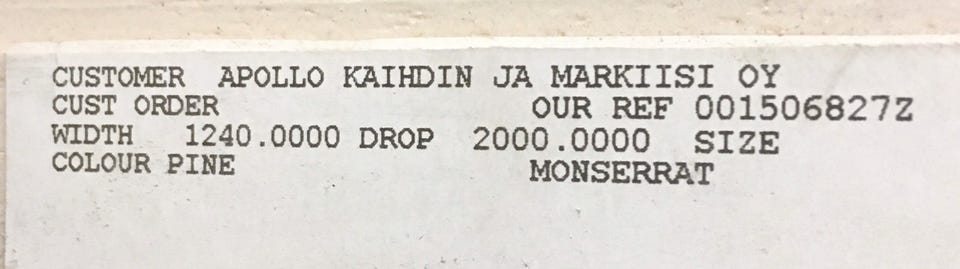 CUSTOMER APOLLO KAIHDIN JA MARKIISI OY
CUST ORDER OUR REF 001506827Z
WIDTH 1240.0000 DROP 2000.0000 SIZE
COLOUR PINE MONSERRAT